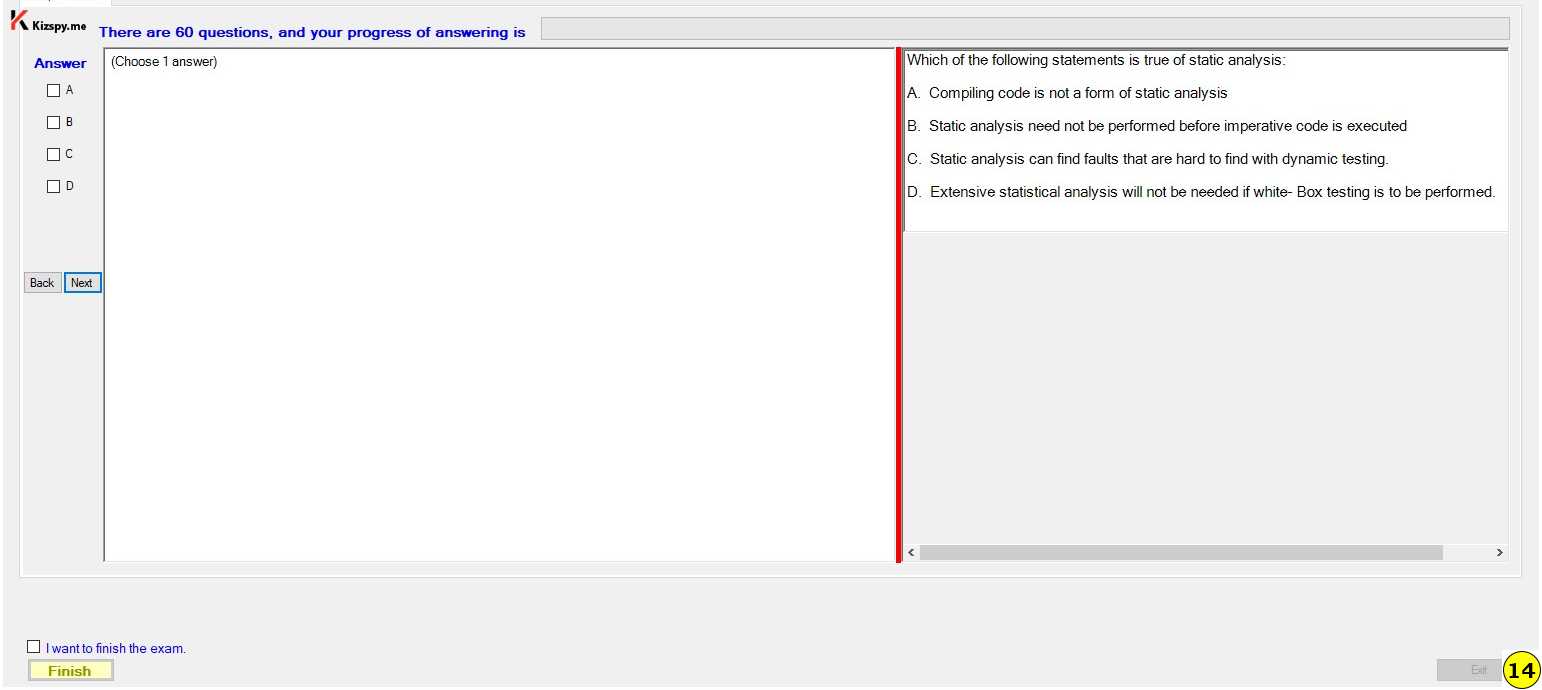 Kizspy.me
There are 60 questions, and your progress of answering is
Answer
(Choose 1 answer)
A
B
C
D
Back Next
Which of the following statements is true of static analysis:
A. Compiling code is not a form of static analysis
B. Static analysis need not be performed before imperative code is executed
C. Static analysis can find faults that are hard to find with dynamic testing.
D. Extensive statistical analysis will not be needed if white- Box testing is to be performed.
I want to finish the exam.
Finish
Exit
14